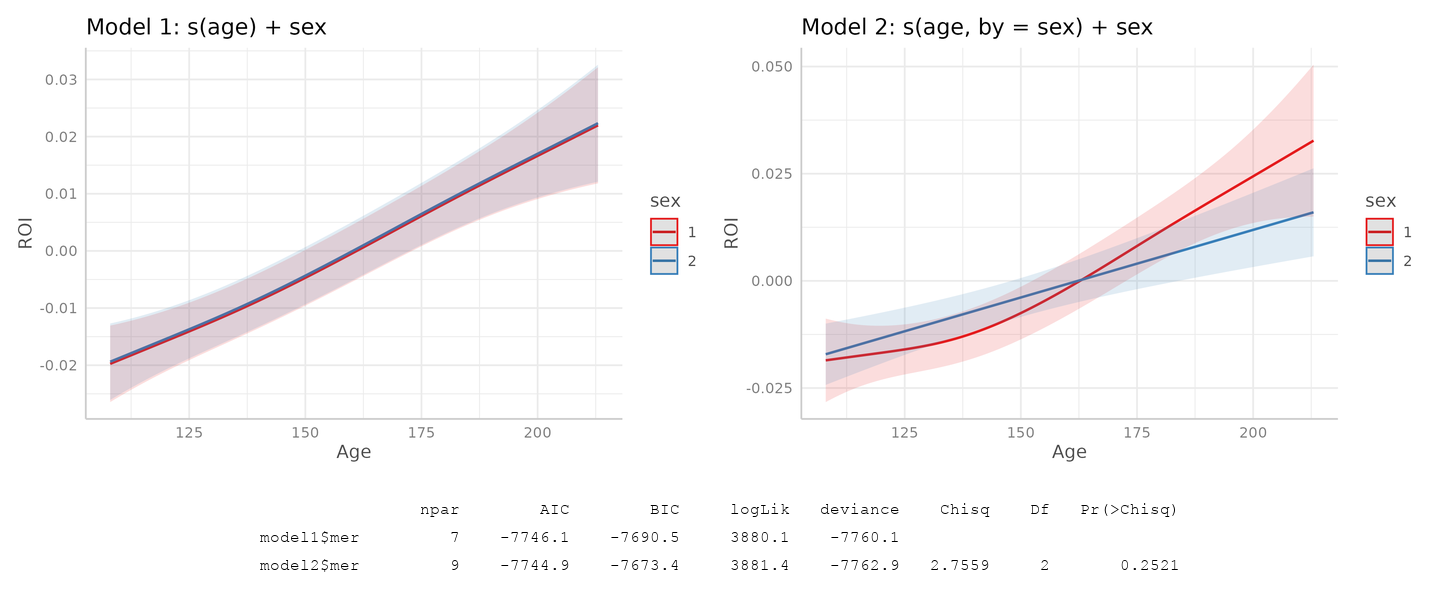 Model 1: s(age) + sex
0.03
0.02
0.01
0.00
-0.01
-0.02
ROI
125 150 175 200
Age
sex
1
2
Model 2: s(age, by = sex) + sex
0.050
0.025
0.000
-0.025
ROI
125 150 175 200
Age
sex
1
2
npar AIC BIC logLik deviance Chisq Df Pr(>Chisq)
model1$mer 7 -7746.1 -7690.5 3880.1 -7760.1
model2$mer 9 -7744.9 -7673.4 3881.4 -7762.9 2.7559 2 0.2521